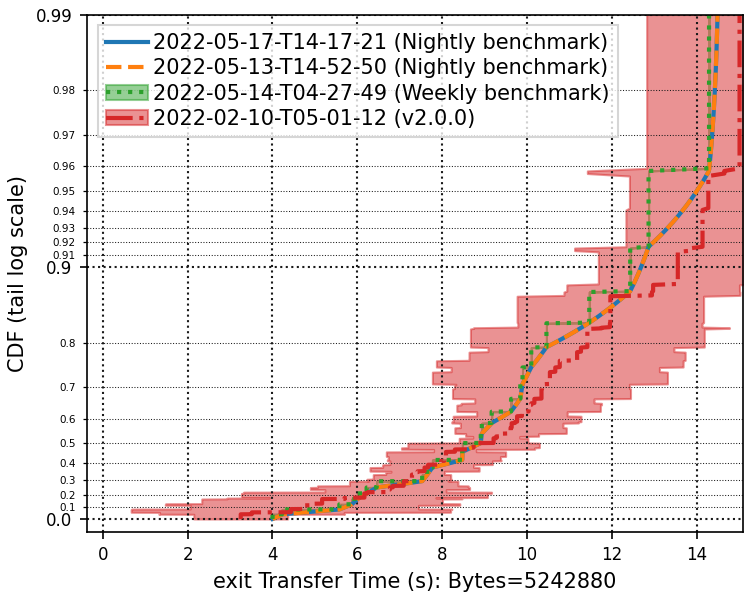 0.99
2022-05-17-T14-17-21 (Nightly benchmark)
2022-05-13-T14-52-50 (Nightly benchmark)
2022-05-14-T04-27-49 (Weekly benchmark)
2022-02-10-T05-01-12 (v2.0.0)
0.98
0.97
0.96
0.95
0.94
0.93
0.92
0.91
0.9
0.8
0.7
0.6
0.5
0.4
0.3
0.2
0.1
0.0
CDF (tail log scale)
0 2 4 6 8 10 12 14
exit Transfer Time (s): Bytes=5242880